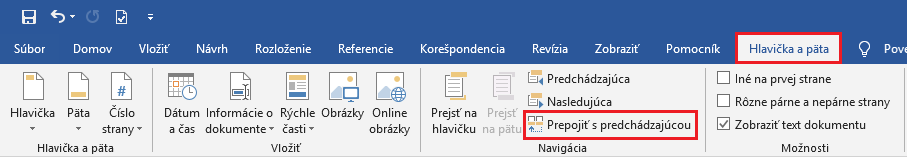 Súbor Domov Vložiť Návrh Rozloženie Referencie Korešpondencia Revízia Zobraziť Pomocník Hlavička a päta Pove
Hlavička
Päta
Číslo
strany
Hlavička a päta
Dátum
a čas
Informácie o
dokumente
Rýchle
časti
Obrázky
Online
obrázky
Vložiť
Prejsť na
hlavičku
Prejsť
na pätu
Predchádzajúca
Nasledujúca
Prepojiť s predchádzajúcou
Navigácia
Iné na prvej strane
Rôzne párne a nepárne strany
Zobraziť text dokumentu
Možnosti